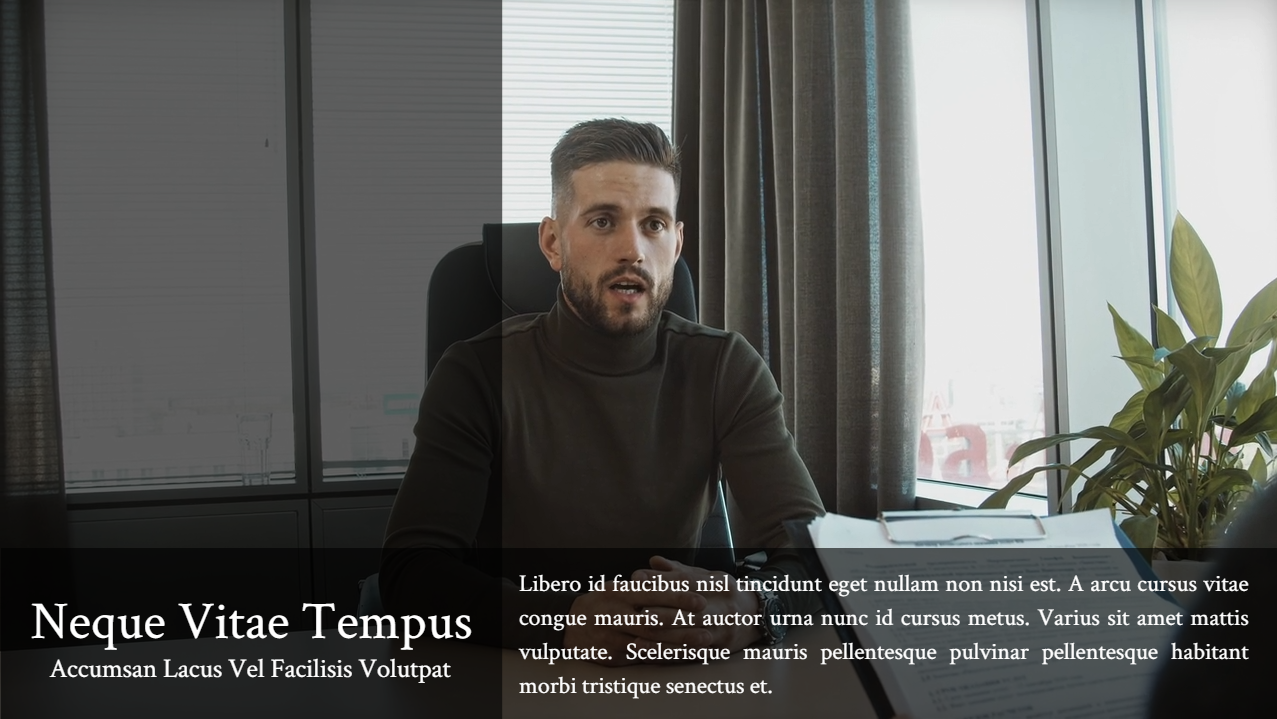 Neque Vitae Tempus
Accumsan Lacus Vel Facilisis Volutpat
Libero id faucibus nisl tincidunt eget nullam non nisi est. A arcu cursus vitae
congue mauris. At auctor urna nunc id cursus metus. Varius sit amet mattis
vulputate. Scelerisque mauris pellentesque pulvinar pellentesque habitant
morbi tristique senectus et.